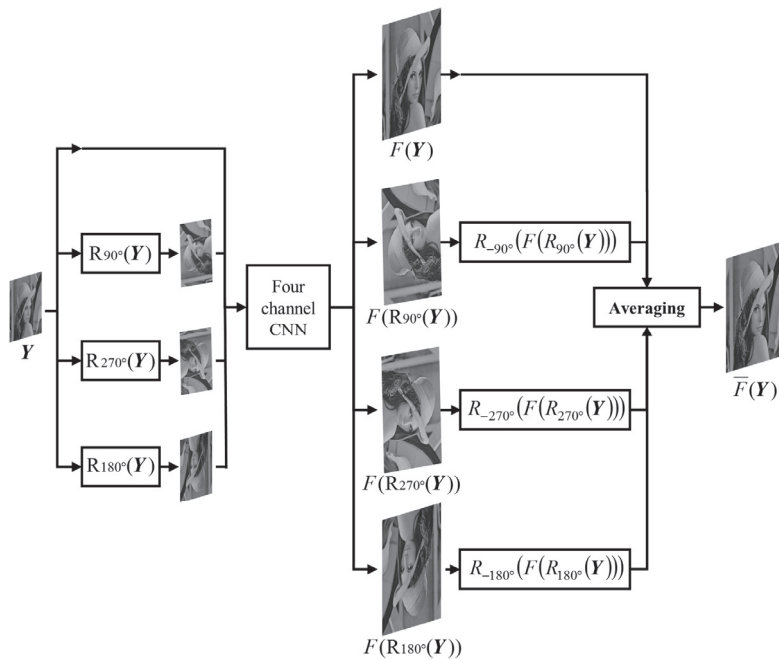 Y
R90°(Y)
R270°(Y)
R180°(Y)
Four
channel
CNN
F(Y)
F(R90°(Y))
F(R270°(Y))
F(R180°(Y))
R−90°(F(R90°(Y)))
R−270°(F(R270°(Y)))
R−180°(F(R180°(Y)))
Averaging
F̅(Y)